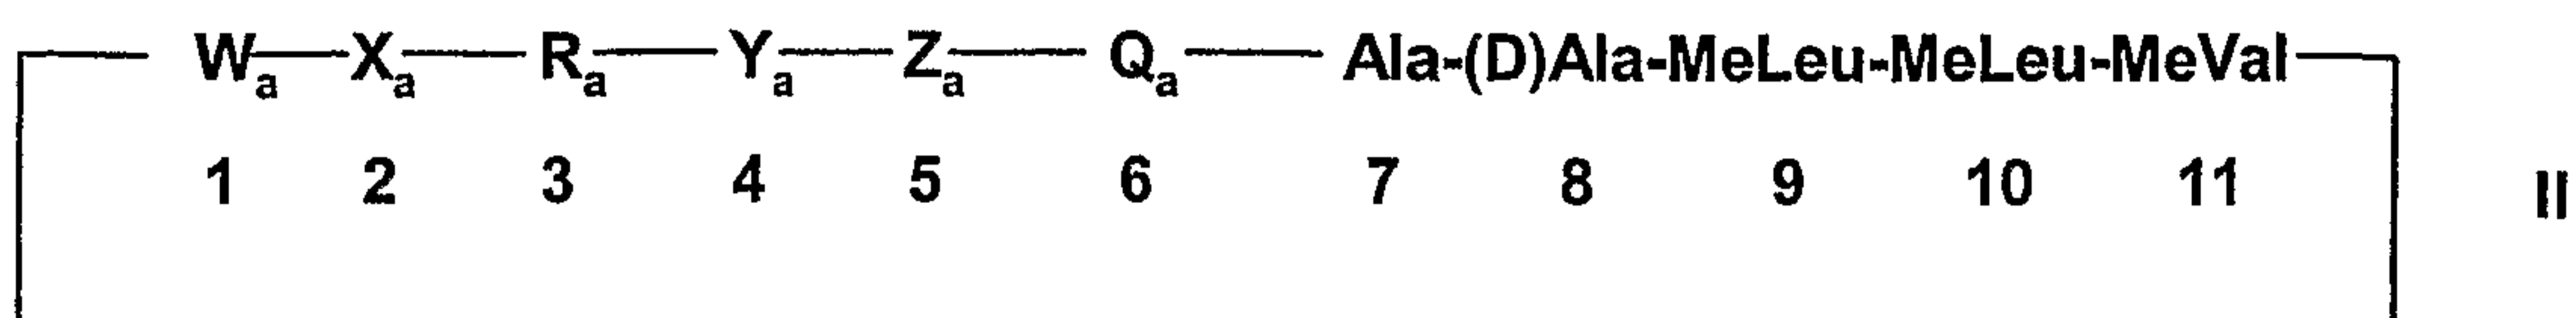 Wa—Xa—Ra—Ya—Za—Qa—Ala-(D)Ala-MeLeu-MeLeu-MeVal
1 2 3 4 5 6 7 8 9 10 11
II